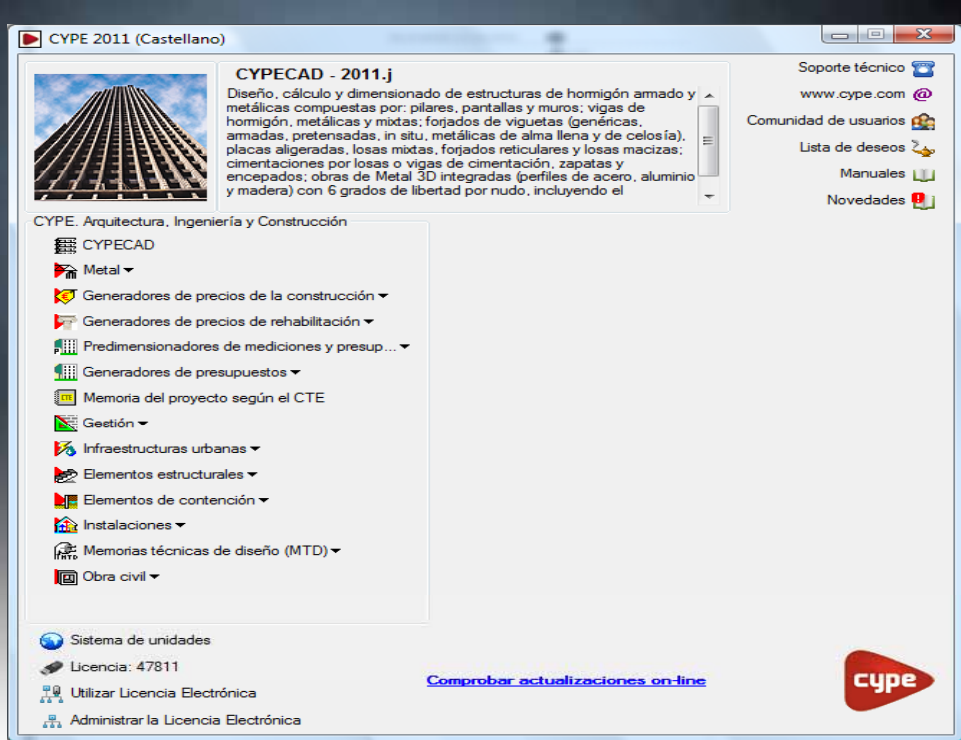 CYPE 2011 (Castellano)
CYPECAD - 2011.j
Diseño, cálculo y dimensionado de estructuras de hormigón armado y
metálicas compuestas por: pilares, pantallas y muros; vigas de
hormigón, metálicas y mixtas; forjados de viguetas (genéricas,
armadas, pretensadas, in situ, metálicas de alma llena y de celosía),
placas aligeradas, losas mixtas, forjados reticulares y losas macizas;
cimentaciones por losas o vigas de cimentación, zapatas y
encepados; obras de Metal 3D integradas (perfiles de acero, aluminio
y madera) con 6 grados de libertad por nudo, incluyendo el
Soporte técnico
www.cype.com
Comunidad de usuarios
Lista de deseos
Manuales
Novedades
CYPE. Arquitectura, Ingeniería y Construcción
CYPECAD
Metal
Generadores de precios de la construcción
Generadores de precios de rehabilitación
Predimensionadores de mediciones y presup...
Generadores de presupuestos
CTE Memoria del proyecto según el CTE
Gestión
Infraestructuras urbanas
Elementos estructurales
Elementos de contención
Instalaciones
MTD Memorias técnicas de diseño (MTD)
Obra civil
Sistema de unidades
Licencia: 47811
Utilizar Licencia Electrónica
Administrar la Licencia Electrónica
Comprobar actualizaciones on-line
cype